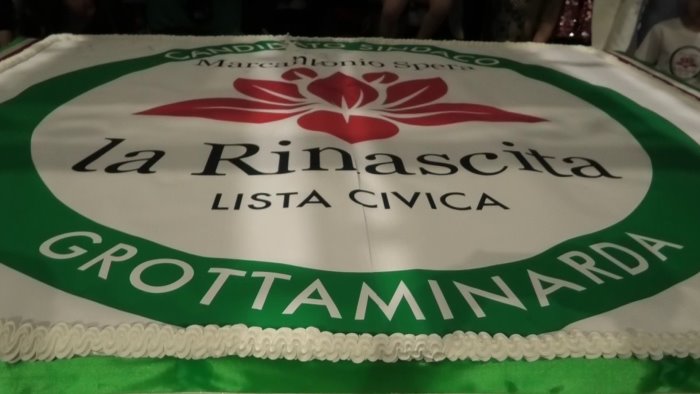 CANDIDATO SINDACO
Marcantonio Spera
la Rinascita
LISTA CIVICA
GROTTAMINARDA